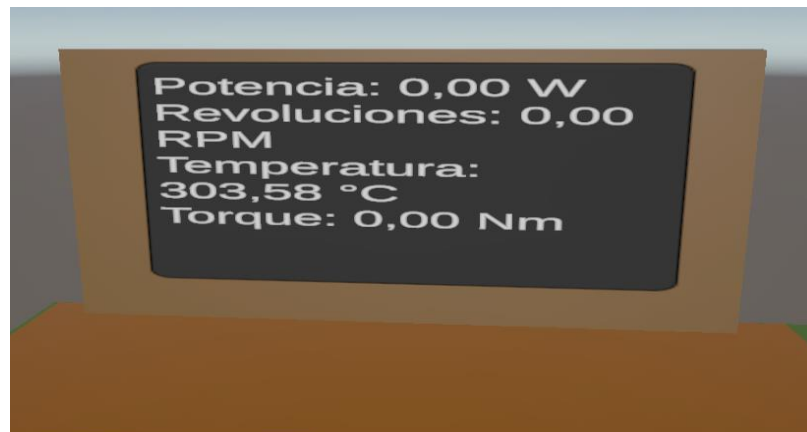 Potencia: 0,00 W
Revoluciones: 0,00
RPM
Temperatura:
303,58 °C
Torque: 0,00 Nm